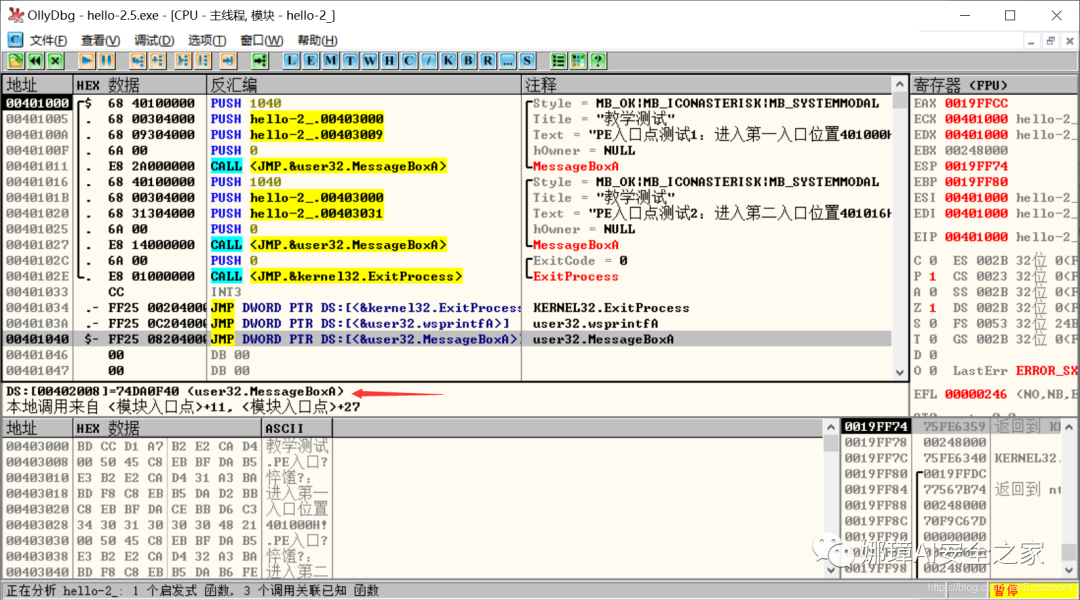 OllyDbg - hello-2.5.exe - [CPU - 主线程, 模块 - hello-2_]
文件(F) 查看(V) 调试(D) 选项(T) 窗口(W) 帮助(H)
L E M T W H C / K B R ... S
地址 HEX 数据 反汇编 注释
00401000 $ 68 40100000 PUSH 1040 Style = MB_OK|MB_ICONASTERISK|MB_SYSTEMMODAL
00401005 . 68 00304000 PUSH hello-2_.00403000 Title = "教学测试"
0040100A . 68 09304000 PUSH hello-2_.00403009 Text = "PE入口点测试1：进入第一入口位置401000H
0040100F . 6A 00 PUSH 0 hOwner = NULL
00401011 . E8 2A000000 CALL <JMP.&user32.MessageBoxA> MessageBoxA
00401016 . 68 40100000 PUSH 1040 Style = MB_OK|MB_ICONASTERISK|MB_SYSTEMMODAL
0040101B . 68 00304000 PUSH hello-2_.00403000 Title = "教学测试"
00401020 . 68 31304000 PUSH hello-2_.00403031 Text = "PE入口点测试2：进入第二入口位置401016H
00401025 . 6A 00 PUSH 0 hOwner = NULL
00401027 . E8 14000000 CALL <JMP.&user32.MessageBoxA> MessageBoxA
0040102C . 6A 00 PUSH 0 ExitCode = 0
0040102E . E8 01000000 CALL <JMP.&kernel32.ExitProcess> ExitProcess
00401033 CC INT3
00401034 .- FF25 00204000 JMP DWORD PTR DS:[<&kernel32.ExitProcess KERNEL32.ExitProcess
0040103A .- FF25 0C204000 JMP DWORD PTR DS:[<&user32.wsprintfA>] user32.wsprintfA
00401040 $- FF25 08204000 JMP DWORD PTR DS:[<&user32.MessageBoxA>] user32.MessageBoxA
00401046 00 DB 00
00401047 00 DB 00
DS:[00402008]=74DA0F40 (user32.MessageBoxA)
本地调用来自 <模块入口点>+11, <模块入口点>+27
寄存器 (FPU)
EAX 0019FFCC
ECX 00401000 hello-2_
EDX 00401000 hello-2_
EBX 00248000
ESP 0019FF74
EBP 0019FF80
ESI 00401000 hello-2_
EDI 00401000 hello-2_
EIP 00401000 hello-2_
C 0 ES 002B 32位 0(F
P 1 CS 0023 32位 0(F
A 0 SS 002B 32位 0(F
Z 1 DS 002B 32位 0(F
S 0 FS 0053 32位 24B
T 0 GS 002B 32位 0(F
D 0
O 0 LastErr ERROR_SX
EFL 00000246 (NO,NB,E
地址 HEX 数据 ASCII
00403000 BD CC D1 A7 B2 E2 CA D4 教学测试
00403008 00 50 45 C8 EB BF DA B5 .PE入口?
00403010 E3 B2 E2 CA D4 31 A3 BA
00403018 BD F8 C8 EB B5 DA D2 BB 进入第一
00403020 C8 EB BF DA CE BB D6 C3 入口位置
00403028 34 30 31 30 30 30 48 21 401000H!
00403030 00 50 45 C8 EB BF DA B5 .PE入口?
00403038 E3 B2 E2 CA D4 32 A3 BA
00403040 BD F8 C8 EB B5 DA B6 FE 进入第二
0019FF74 75FE6359 返回到
0019FF78 00248000
0019FF7C 75FE6340 KERNEL32.
0019FF80 0019FFDC
0019FF84 77567B74 返回到 nt
0019FF88 00248000
0019FF8C 70F9C67D
0019FF90 00000000
0019FF98 00248000
娜璋AI安全之家
正在分析 hello-2_: 1 个启发式 函数, 3 个调用关联已知 函数
暂停